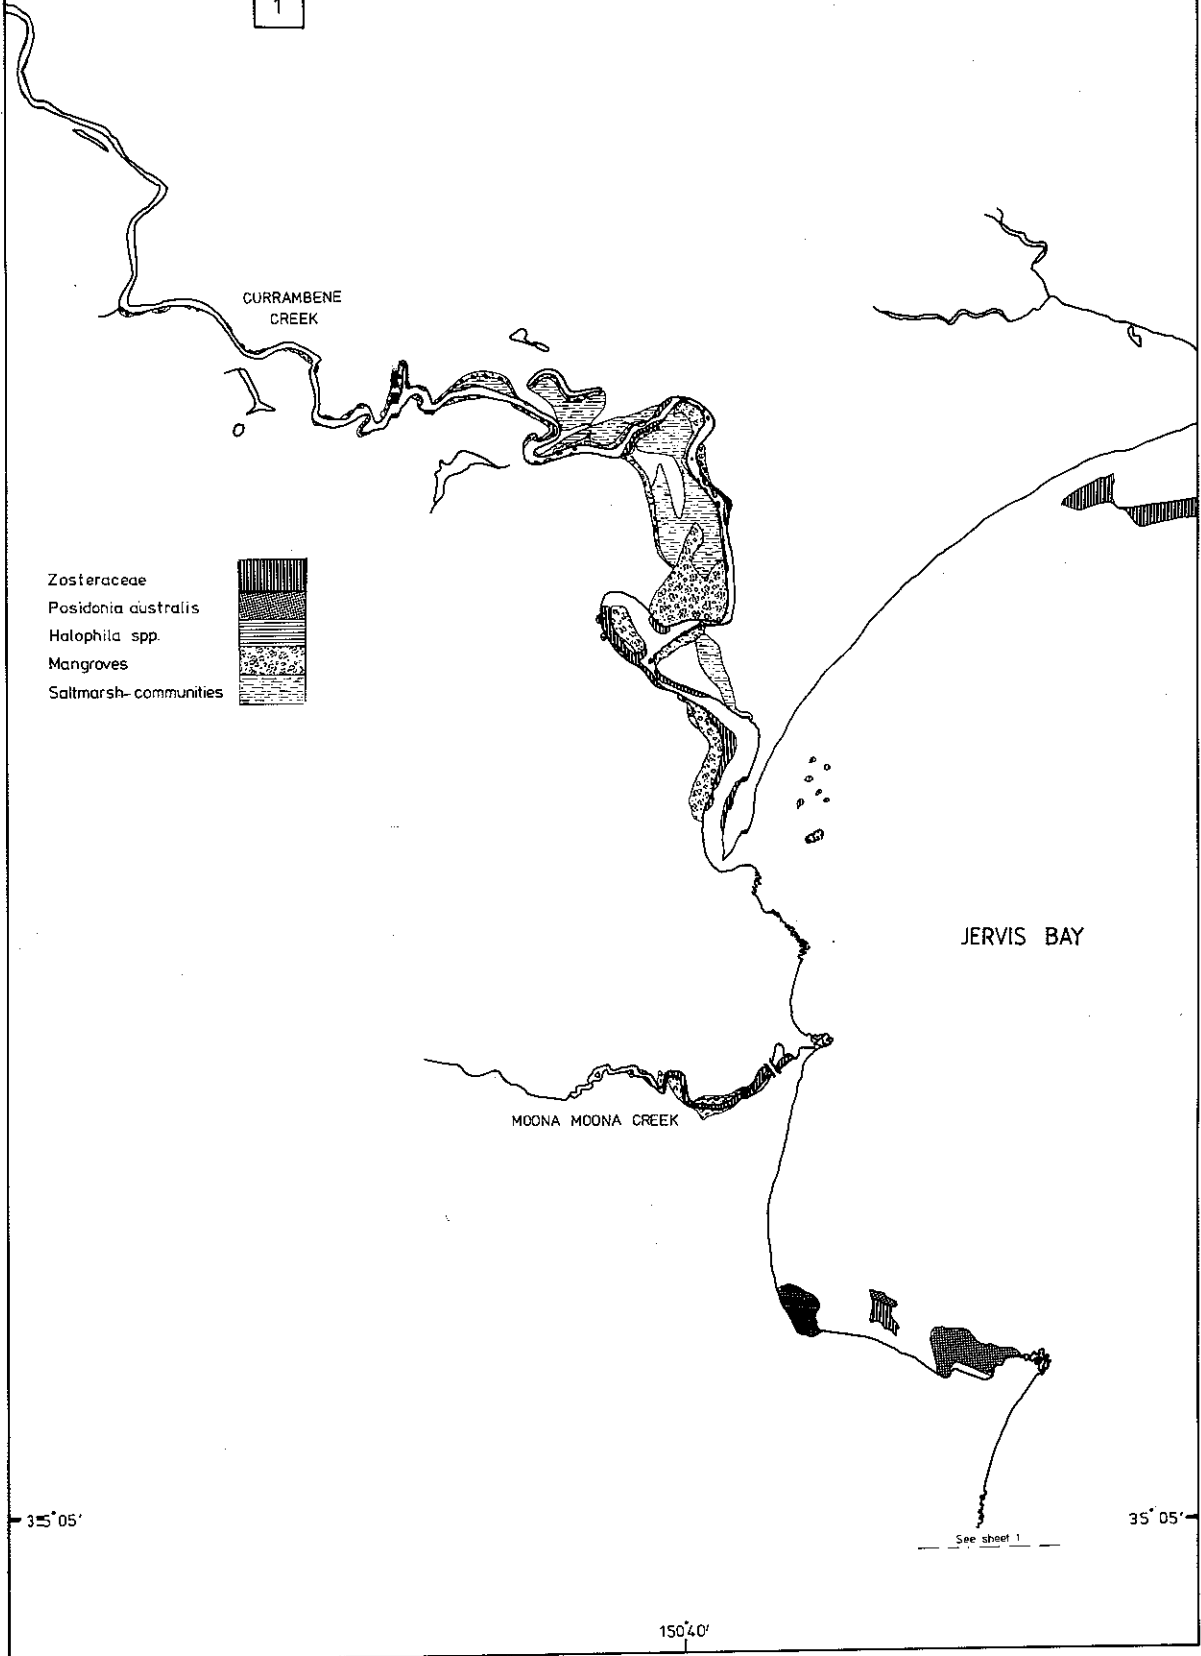 1
CURRAMBENE
CREEK
Zosteraceae
Posidonia australis
Halophila spp.
Mangroves
Saltmarsh-communities
JERVIS BAY
MOONA MOONA CREEK
35°05'
35°05'
See sheet 1
150°40'